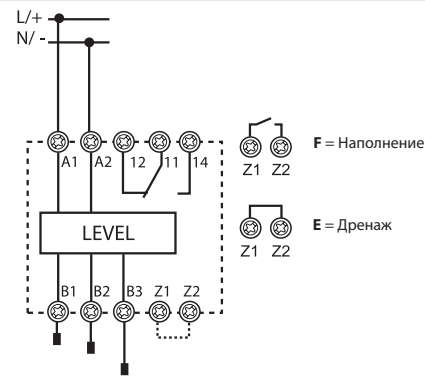 L/+
N/ -
A1 A2 12 11 14
Z1 Z2
F = Наполнение
LEVEL
Z1 Z2
E = Дренаж
B1 B2 B3 Z1 Z2